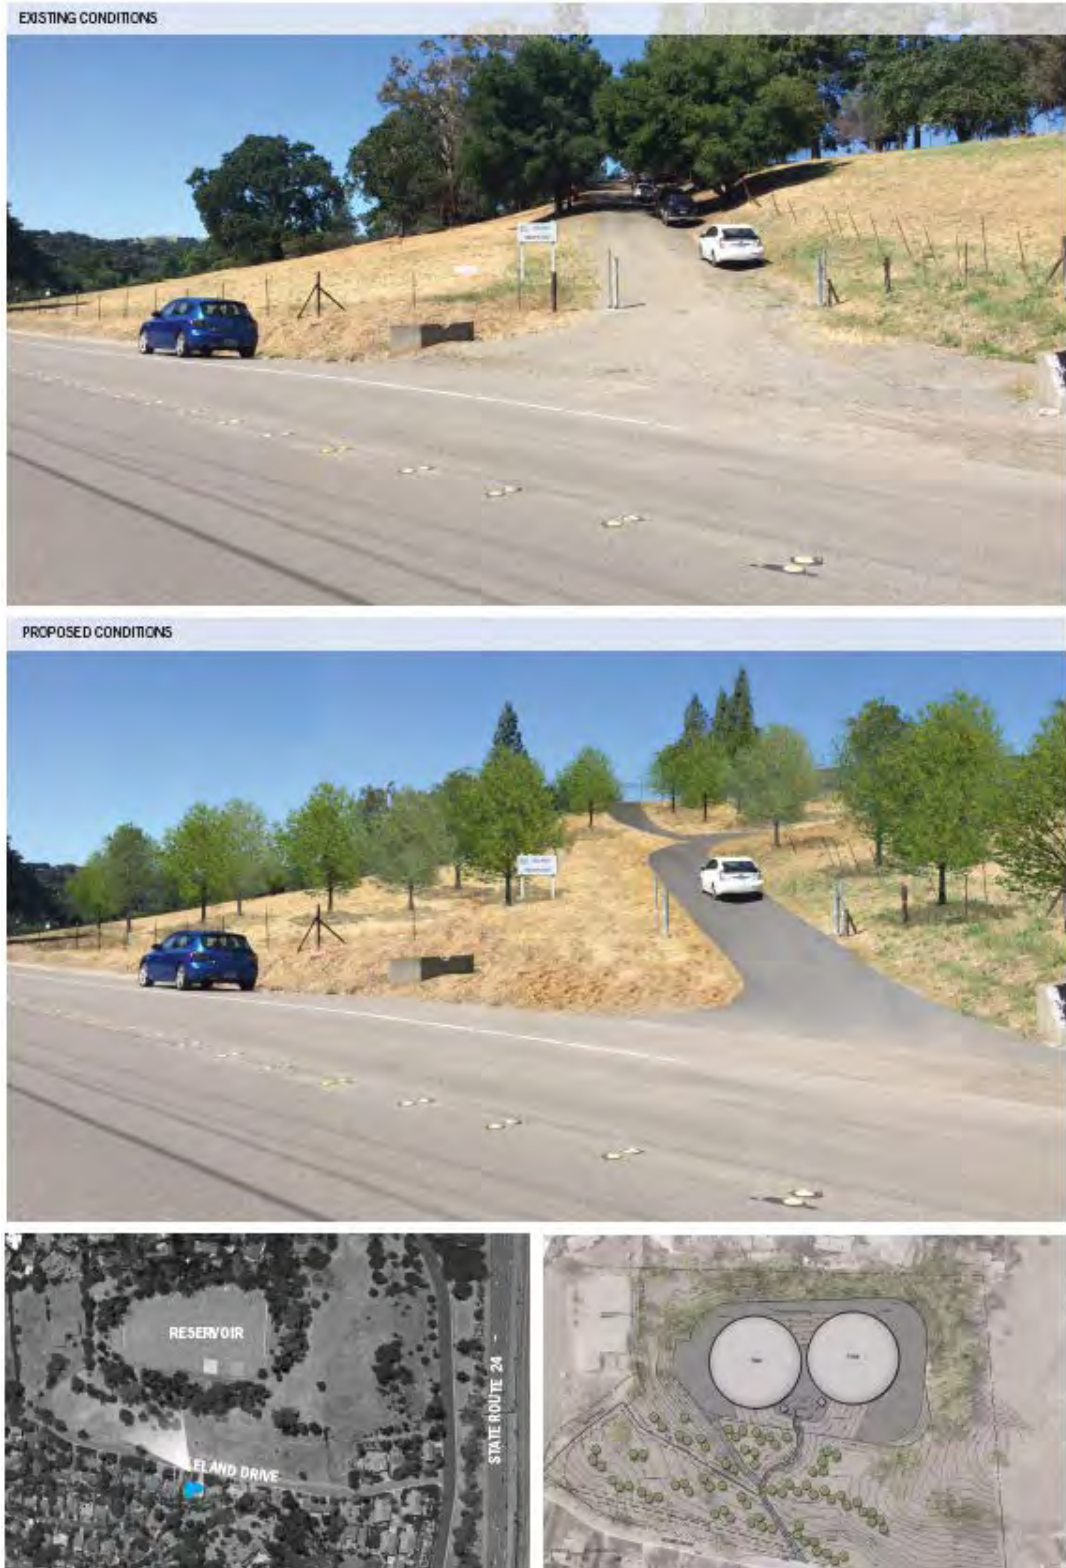 EXISTING CONDITIONS
PROPOSED CONDITIONS
RESERVOIR
STATE ROUTE 24
LELAND DRIVE